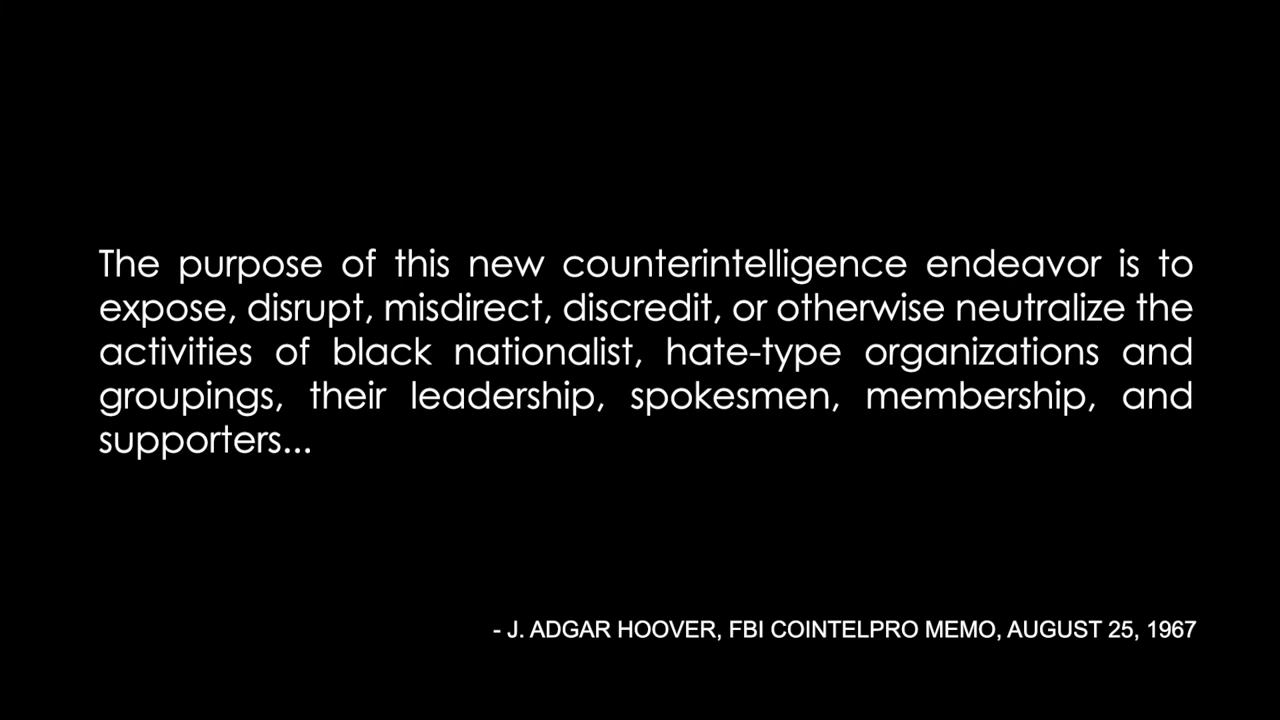 The purpose of this new counterintelligence endeavor is to
expose, disrupt, misdirect, discredit, or otherwise neutralize the
activities of black nationalist, hate-type organizations and
groupings, their leadership, spokesmen, membership, and
supporters...
- J. ADGAR HOOVER, FBI COINTELPRO MEMO, AUGUST 25, 1967